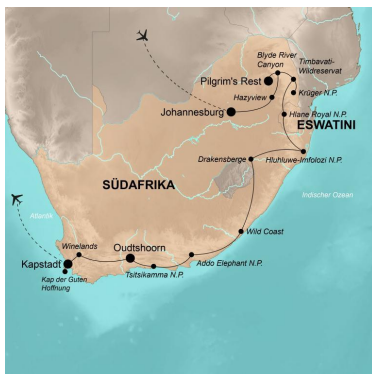 Blyde River
Canyon
Timbavati-
Wildreservat
Pilgrim's Rest
Krüger N.P.
Hazyview
Johannesburg
Hlane Royal N.P.
ESWATINI
Drakensberge
Hluhluwe-Imfolozi N.P.
SÜDAFRIKA
Indischer Ozean
Atlantik
Wild Coast
Winelands
Oudtshoorn
Addo Elephant N.P.
Kapstadt
Tsitsikamma N.P.
Kap der Guten
Hoffnung